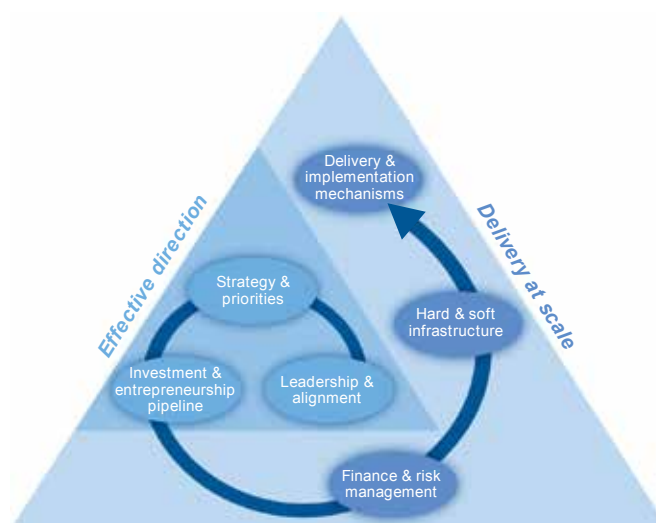 Delivery &
implementation
mechanisms
Effective direction
Delivery at scale
Strategy &
priorities
Hard & soft
infrastructure
Investment &
entrepreneurship
pipeline
Leadership &
alignment
Finance & risk
management